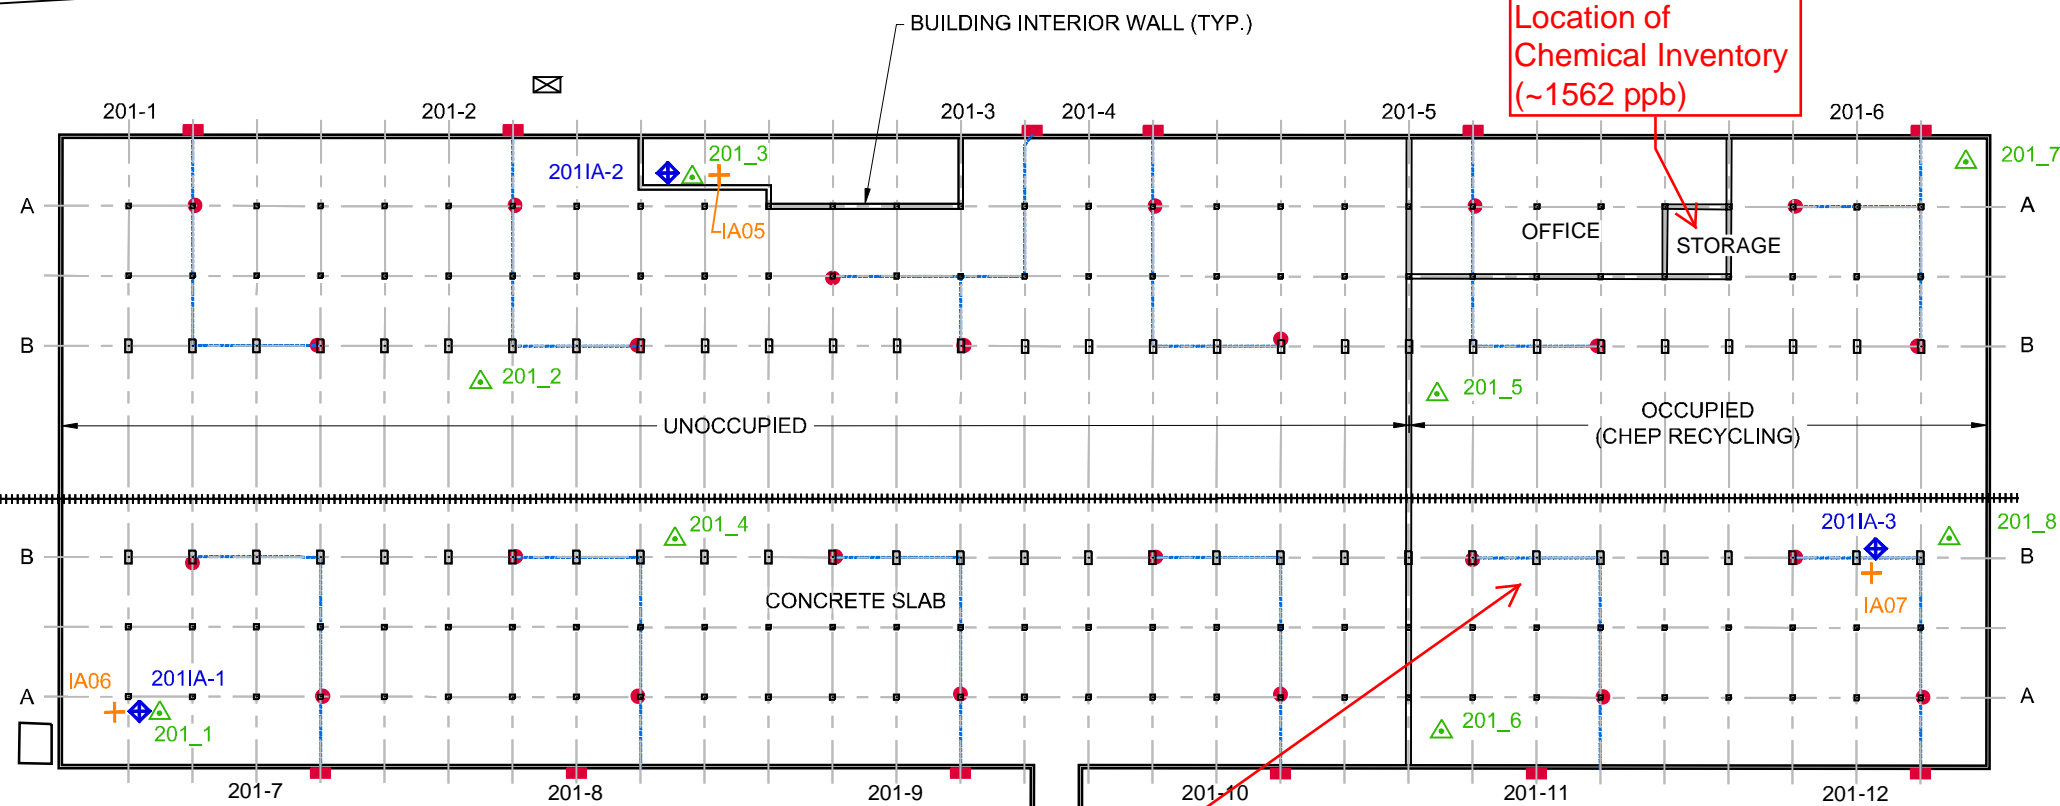 BUILDING INTERIOR WALL (TYP.)
Location of
Chemical Inventory
(~1562 ppb)
201-1
201-2
201-3
201-4
201-5
201-6
201IA-2
201_3
201_7
A
IA05
OFFICE
STORAGE
A
B
B
201_2
201_5
UNOCCUPIED
OCCUPIED
(CHEP RECYCLING)
201_4
201IA-3
201_8
B
B
CONCRETE SLAB
IA07
IA06
201IA-1
A
A
201_1
201_6
201-7
201-8
201-9
201-10
201-11
201-12